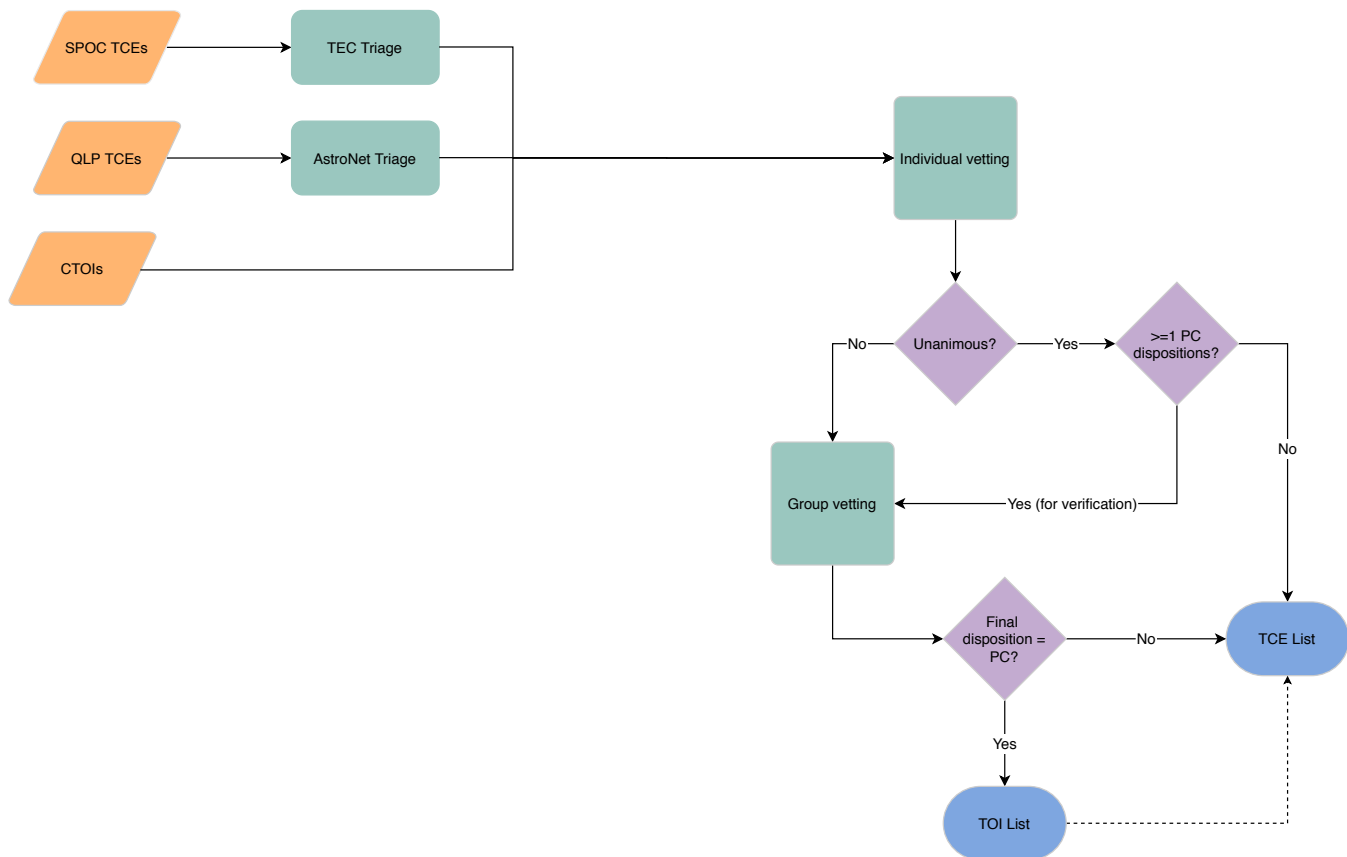 SPOC TCEs
TEC Triage
QLP TCEs
AstroNet Triage
Individual vetting
CTOIs
No
Unanimous?
Yes
>=1 PC
dispositions?
No
Group vetting
Yes (for verification)
Final
disposition =
PC?
No
TCE List
Yes
TOI List